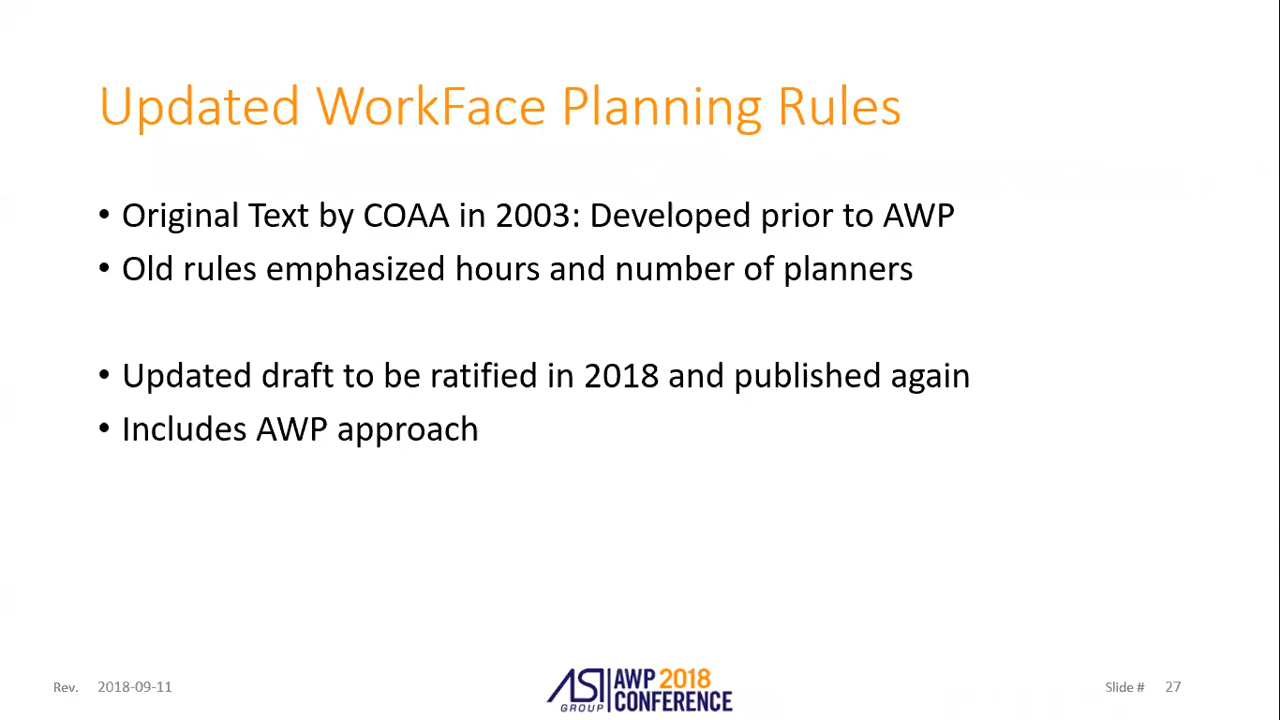 Updated WorkFace Planning Rules
• Original Text by COAA in 2003: Developed prior to AWP
• Old rules emphasized hours and number of planners
• Updated draft to be ratified in 2018 and published again
• Includes AWP approach
Rev. 2018-09-11
ASI GROUP
AWP 2018
CONFERENCE
Slide # 27